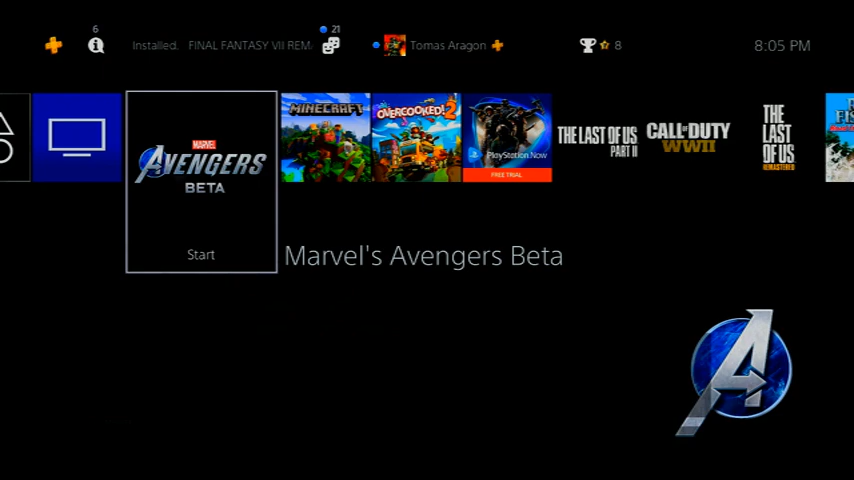 6
Installed. FINAL FANTASY VII REM
21
Tomas Aragon
8
8:05 PM
MARVEL
AVENGERS
BETA
Start
MINECRAFT
OVERCOOKED! 2
PlayStation Now
FREE TRIAL
THE LAST OF US
PART II
CALL OF DUTY
WWII
THE
LAST
OF US
REMASTERED
Marvel's Avengers Beta